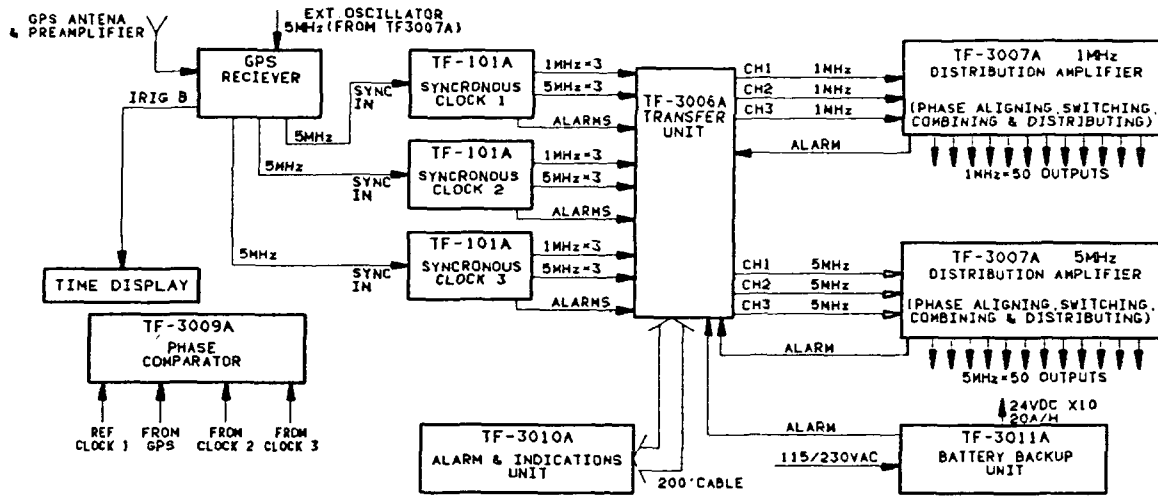 GPS ANTENA
& PREAMPLIFIER
EXT. OSCILLATOR
5MHz(FROM TF3007A)
GPS
RECIEVER
IRIG B
5MHz
5MHz
5MHz
SYNC
IN
SYNC
IN
SYNC
IN
TIME DISPLAY
TF-101A
SYNCRONOUS
CLOCK 1
1MHz*3
5MHz*3
ALARMS
TF-101A
SYNCRONOUS
CLOCK 2
1MHz*3
5MHz*3
ALARMS
TF-101A
SYNCRONOUS
CLOCK 3
1MHz*3
5MHz*3
ALARMS
TF-3006A
TRANSFER
UNIT
CH1 1MHz
CH2 1MHz
CH3 1MHz
ALARM
TF-3007A 1MHz
DISTRIBUTION AMPLIFIER
(PHASE ALIGNING,SWITCHING,
COMBINING & DISTRIBUTING)
1MHz=50 OUTPUTS
CH1 5MHz
CH2 5MHz
CH3 5MHz
ALARM
TF-3007A 5MHz
DISTRIBUTION AMPLIFIER
(PHASE ALIGNING,SWITCHING,
COMBINING & DISTRIBUTING)
5MHz=50 OUTPUTS
TF-3009A
PHASE
COMPARATOR
REF
CLOCK 1
FROM
GPS
FROM
CLOCK 2
FROM
CLOCK 3
TF-3010A
ALARM & INDICATIONS
UNIT
200'CABLE
ALARM
115/230VAC
24VDC X10
20A/H
TF-3011A
BATTERY BACKUP
UNIT